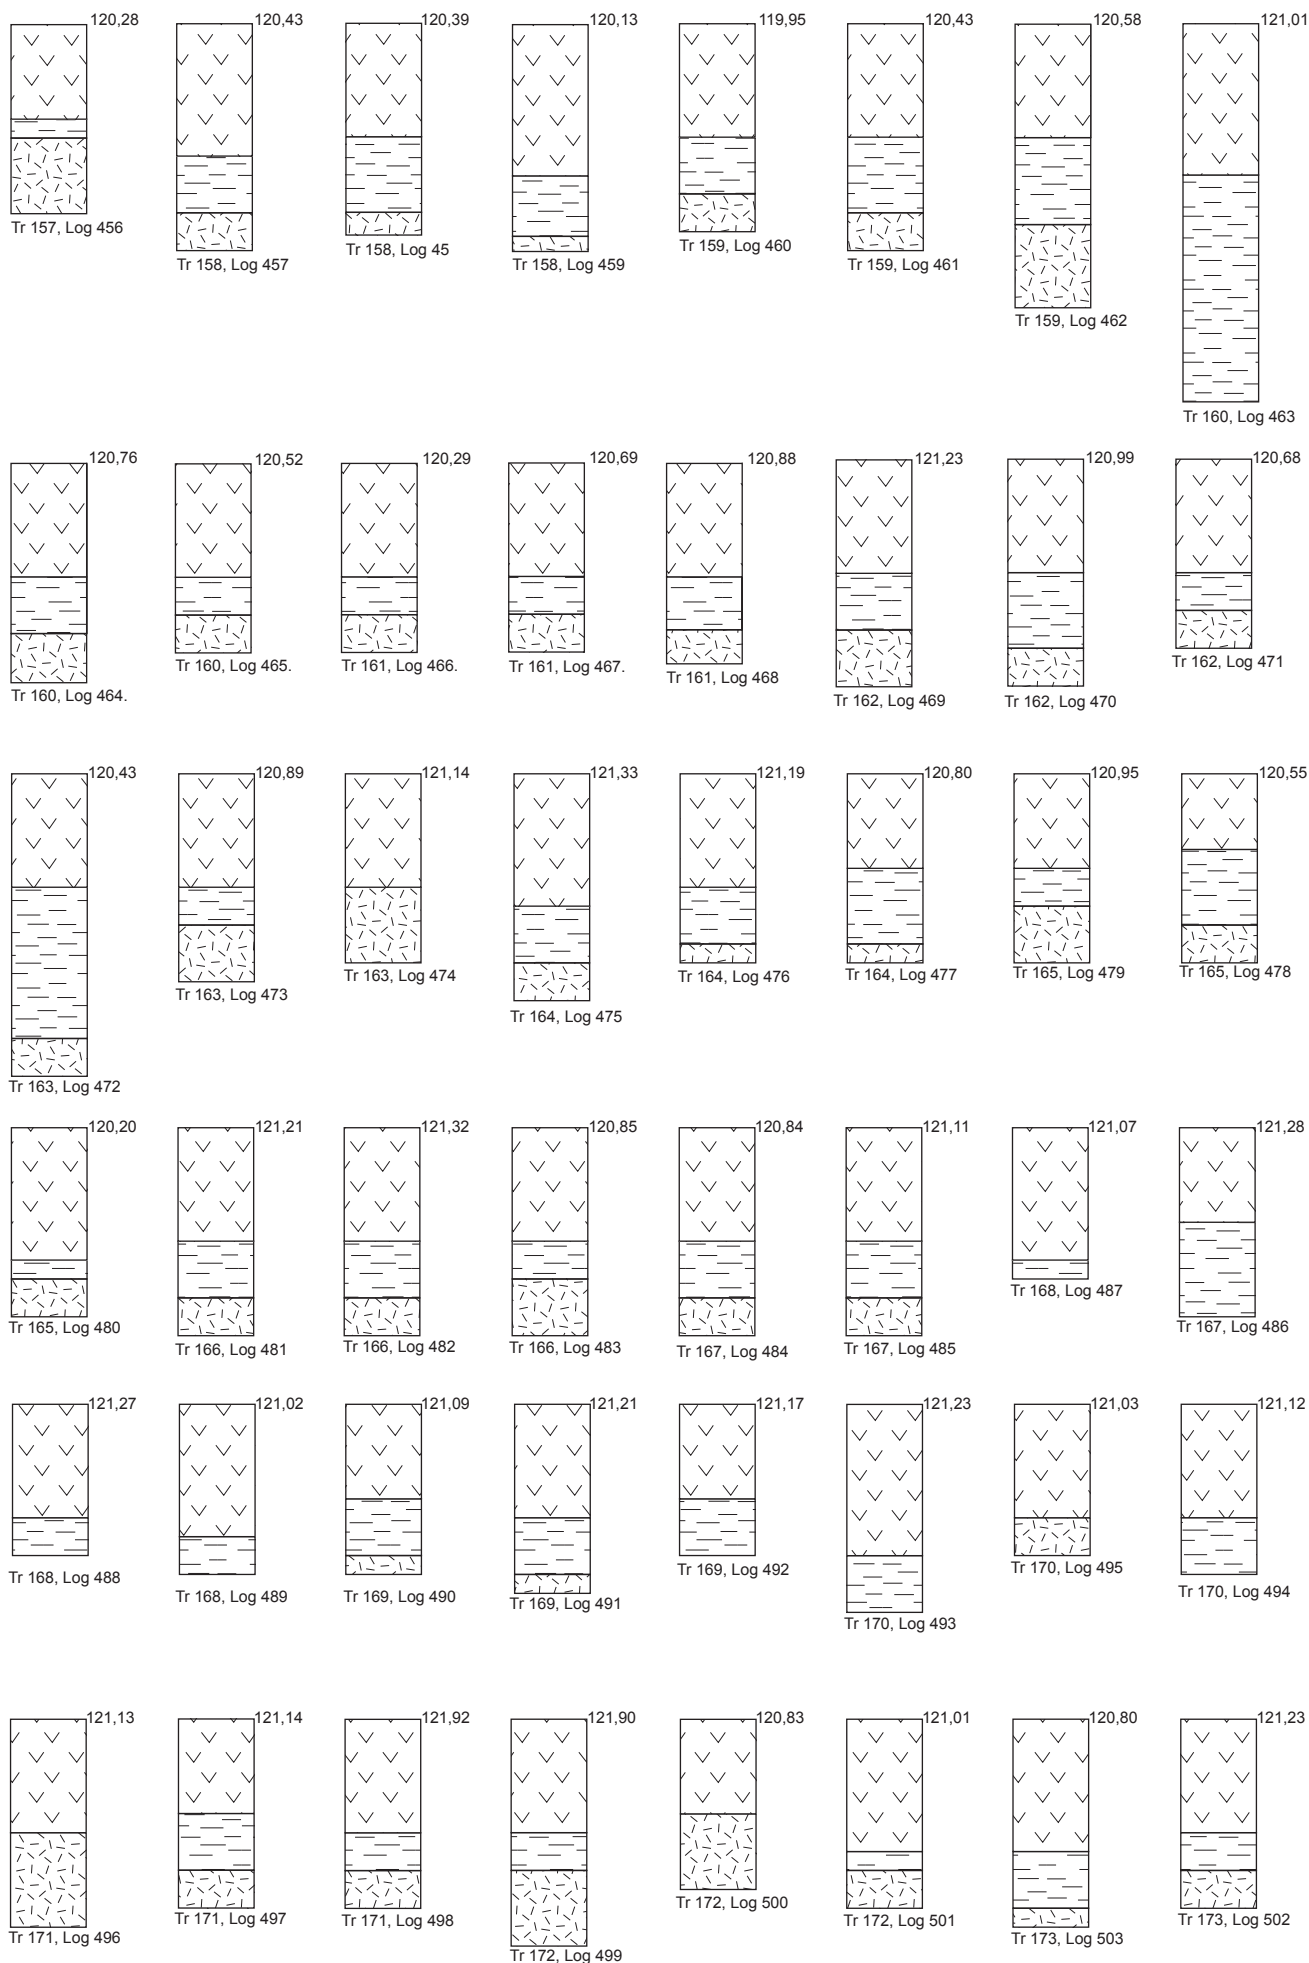 120,28 120,43 120,39 120,13 119,95 120,43 120,58 121,01
Tr 157, Log 456
Tr 158, Log 457
Tr 158, Log 45
Tr 158, Log 459
Tr 159, Log 460
Tr 159, Log 461
Tr 159, Log 462
Tr 160, Log 463
120,76 120,52 120,29 120,69 120,88 121,23 120,99 120,68
Tr 160, Log 464.
Tr 160, Log 465.
Tr 161, Log 466.
Tr 161, Log 467.
Tr 161, Log 468
Tr 162, Log 469
Tr 162, Log 470
Tr 162, Log 471
120,43 120,89 121,14 121,33 121,19 120,80 120,95 120,55
Tr 163, Log 472
Tr 163, Log 473
Tr 163, Log 474
Tr 164, Log 475
Tr 164, Log 476
Tr 164, Log 477
Tr 165, Log 479
Tr 165, Log 478
120,20 121,21 121,32 120,85 120,84 121,11 121,07 121,28
Tr 165, Log 480
Tr 166, Log 481
Tr 166, Log 482
Tr 166, Log 483
Tr 167, Log 484
Tr 167, Log 485
Tr 168, Log 487
Tr 167, Log 486
121,27 121,02 121,09 121,21 121,17 121,23 121,03 121,12
Tr 168, Log 488
Tr 168, Log 489
Tr 169, Log 490
Tr 169, Log 491
Tr 169, Log 492
Tr 170, Log 493
Tr 170, Log 495
Tr 170, Log 494
121,13 121,14 121,92 121,90 120,83 121,01 120,80 121,23
Tr 171, Log 496
Tr 171, Log 497
Tr 171, Log 498
Tr 172, Log 499
Tr 172, Log 500
Tr 172, Log 501
Tr 173, Log 503
Tr 173, Log 502